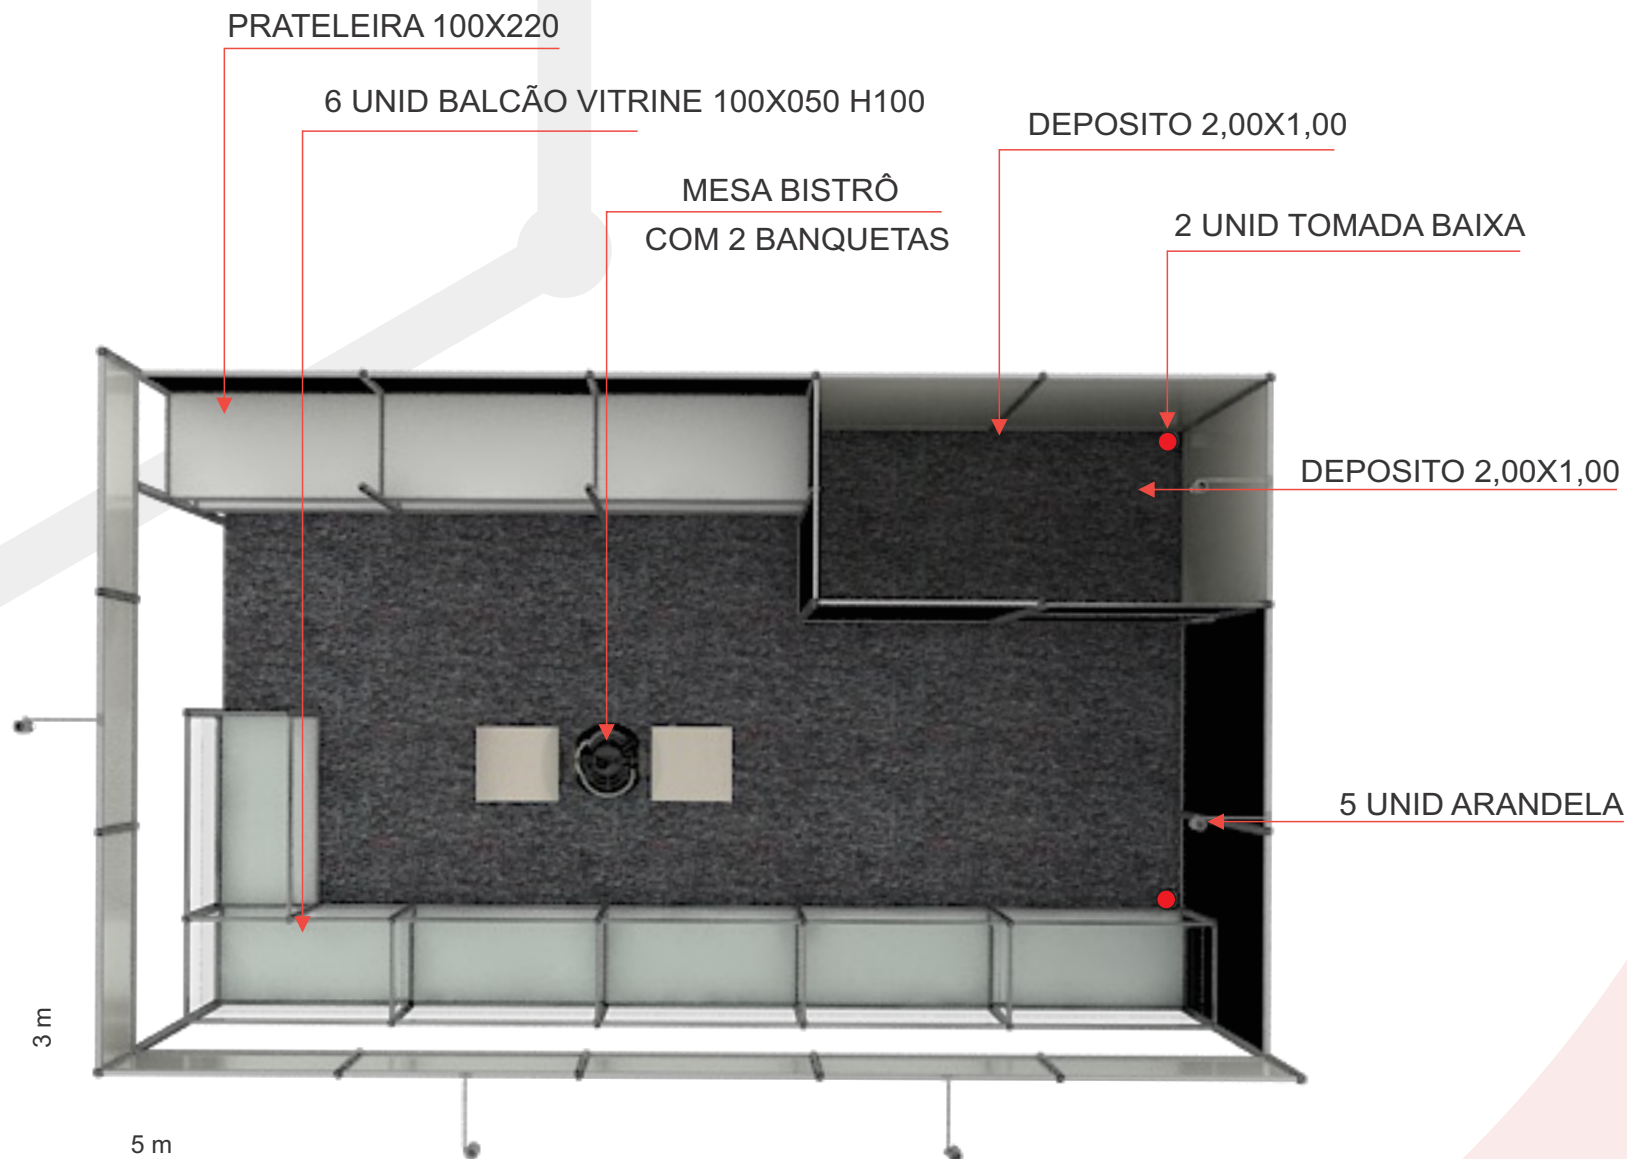 PRATELEIRA 100X220
6 UNID BALCÃO VITRINE 100X050 H100
DEPOSITO 2,00X1,00
MESA BISTRÔ
COM 2 BANQUETAS
2 UNID TOMADA BAIXA
DEPOSITO 2,00X1,00
5 UNID ARANDELA
3 m
5 m